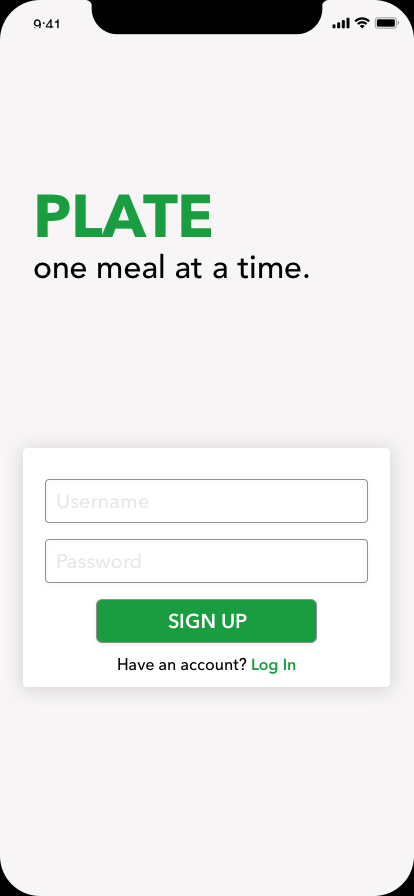 9:41
PLATE
one meal at a time.
Username
Password
SIGN UP
Have an account? Log In